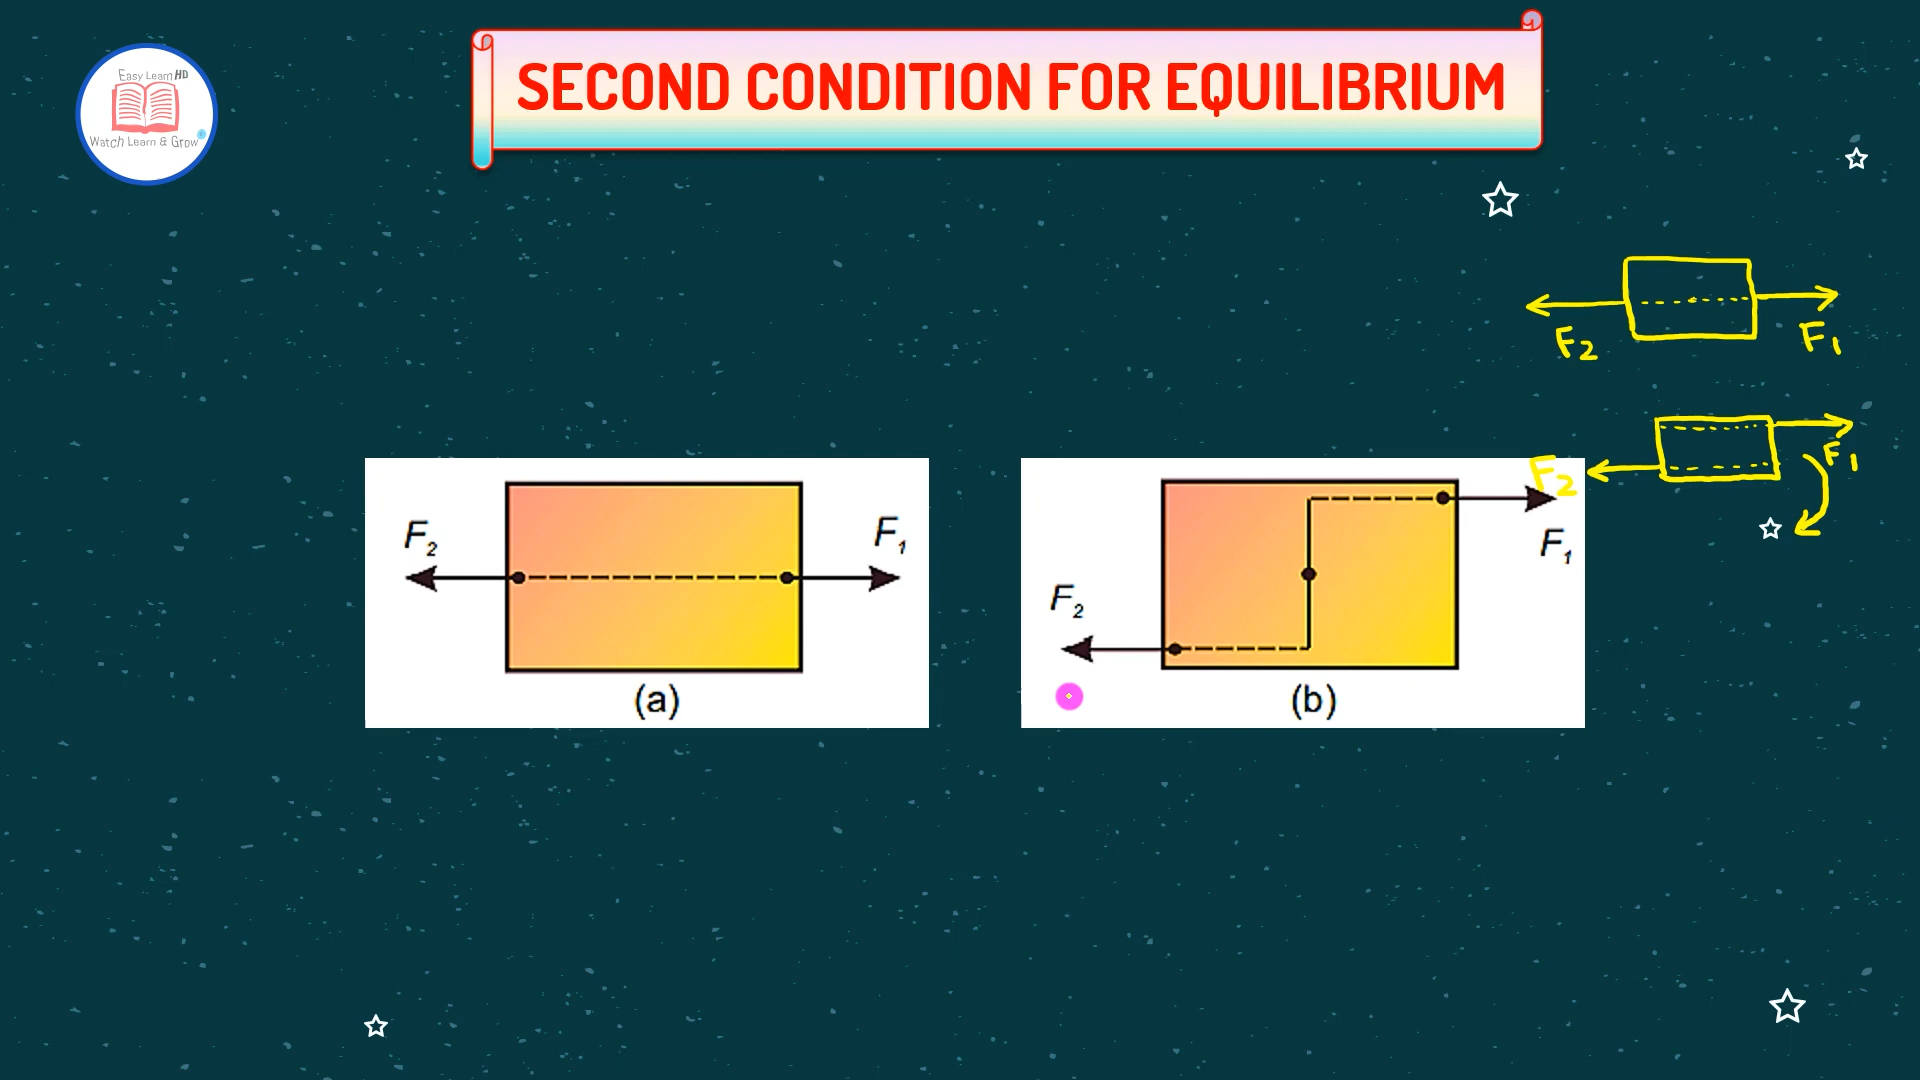 Easy Learn HD
Watch Learn & Grow
SECOND CONDITION FOR EQUILIBRIUM
F2
F1
F2
F1
F2
F1
(a)
F2
F1
(b)